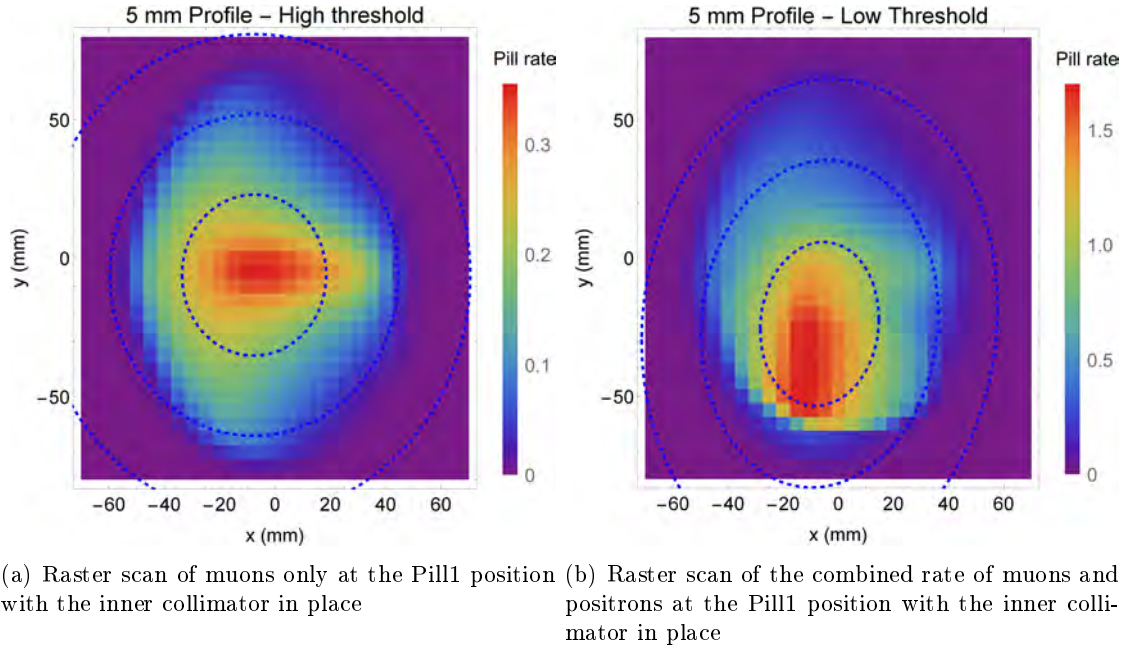 5 mm Profile – High threshold
Pill rate
50
0
−50
y (mm)
−60
−40
−20
0
20
40
60
x (mm)
0.3
0.2
0.1
0
5 mm Profile – Low Threshold
Pill rate
50
0
−50
y (mm)
−60
−40
−20
0
20
40
60
x (mm)
1.5
1.0
0.5
0
(a) Raster scan of muons only at the Pill1 position
with the inner collimator in place
(b) Raster scan of the combined rate of muons and
positrons at the Pill1 position with the inner colli-
mator in place